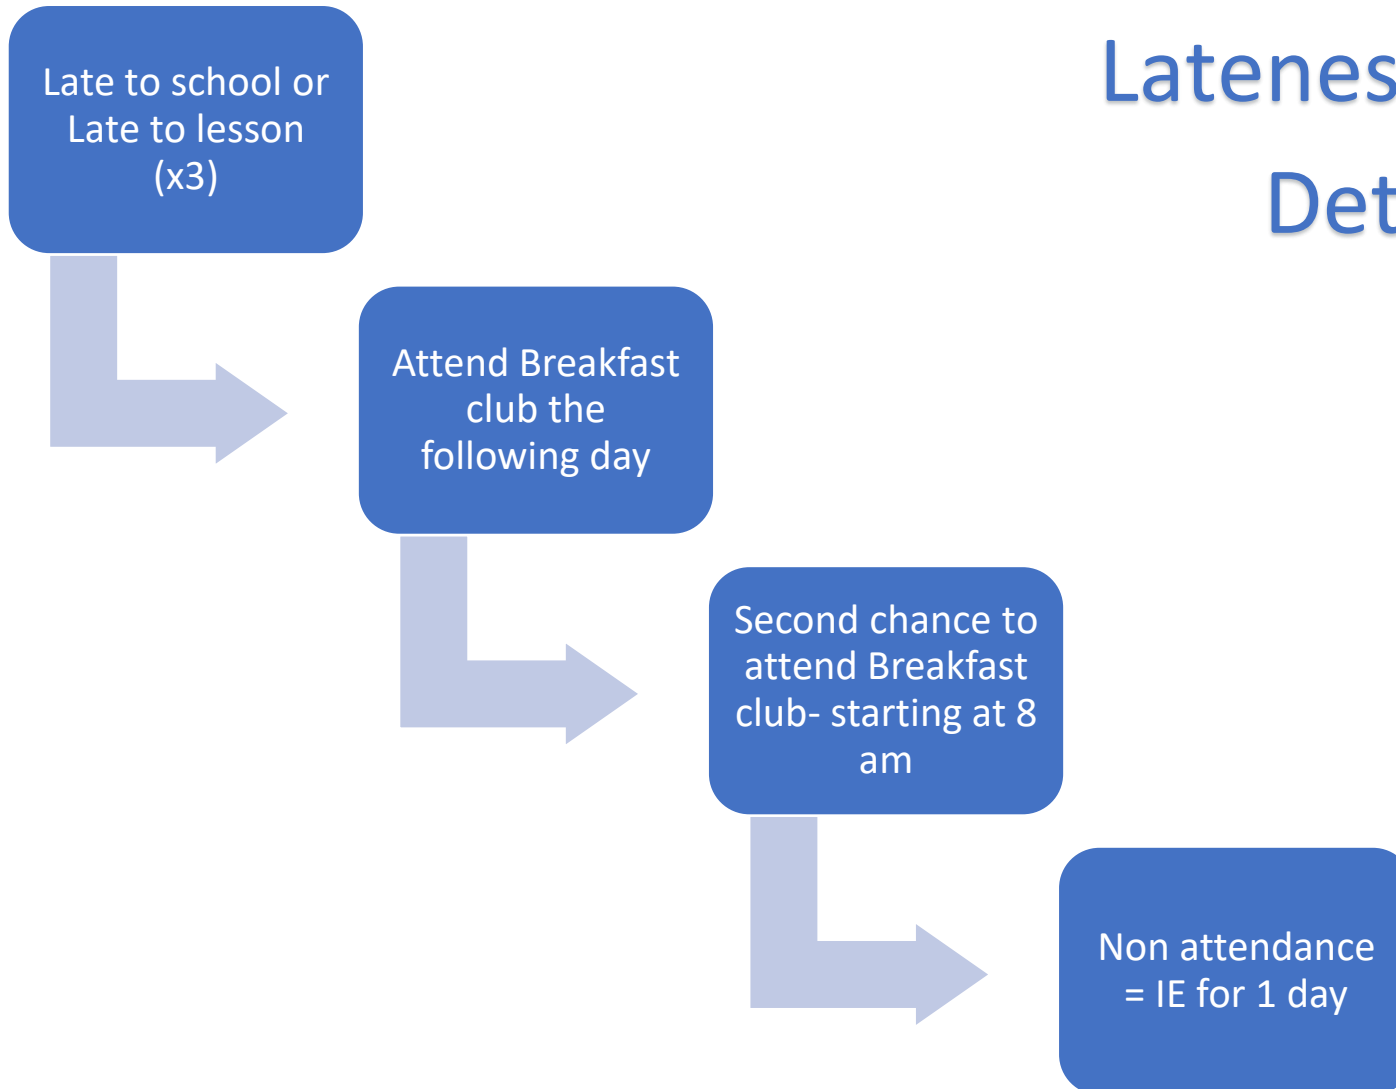 Late to school or
Late to lesson
(x3)
Latenes
Det
Attend Breakfast
club the
following day
Second chance to
attend Breakfast
club- starting at 8
am
Non attendance
= IE for 1 day